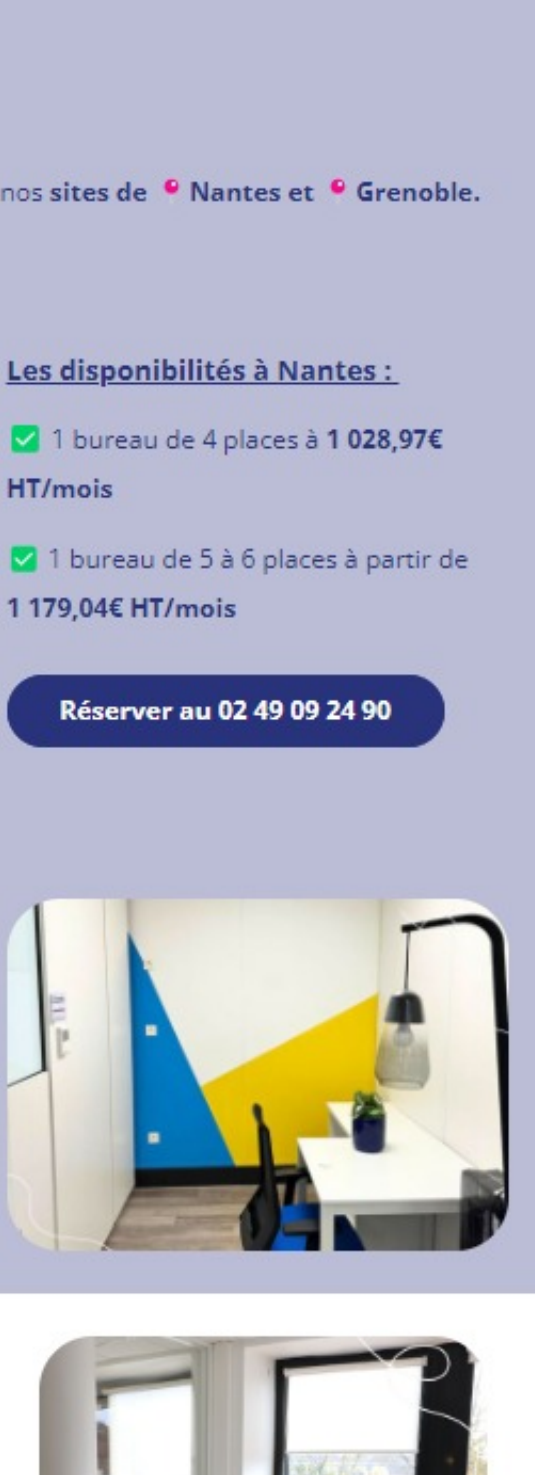 nos sites de 📍 Nantes et 📍 Grenoble.
Les disponibilités à Nantes :
✅ 1 bureau de 4 places à 1 028,97€
HT/mois
✅ 1 bureau de 5 à 6 places à partir de
1 179,04€ HT/mois
Réserver au 02 49 09 24 90